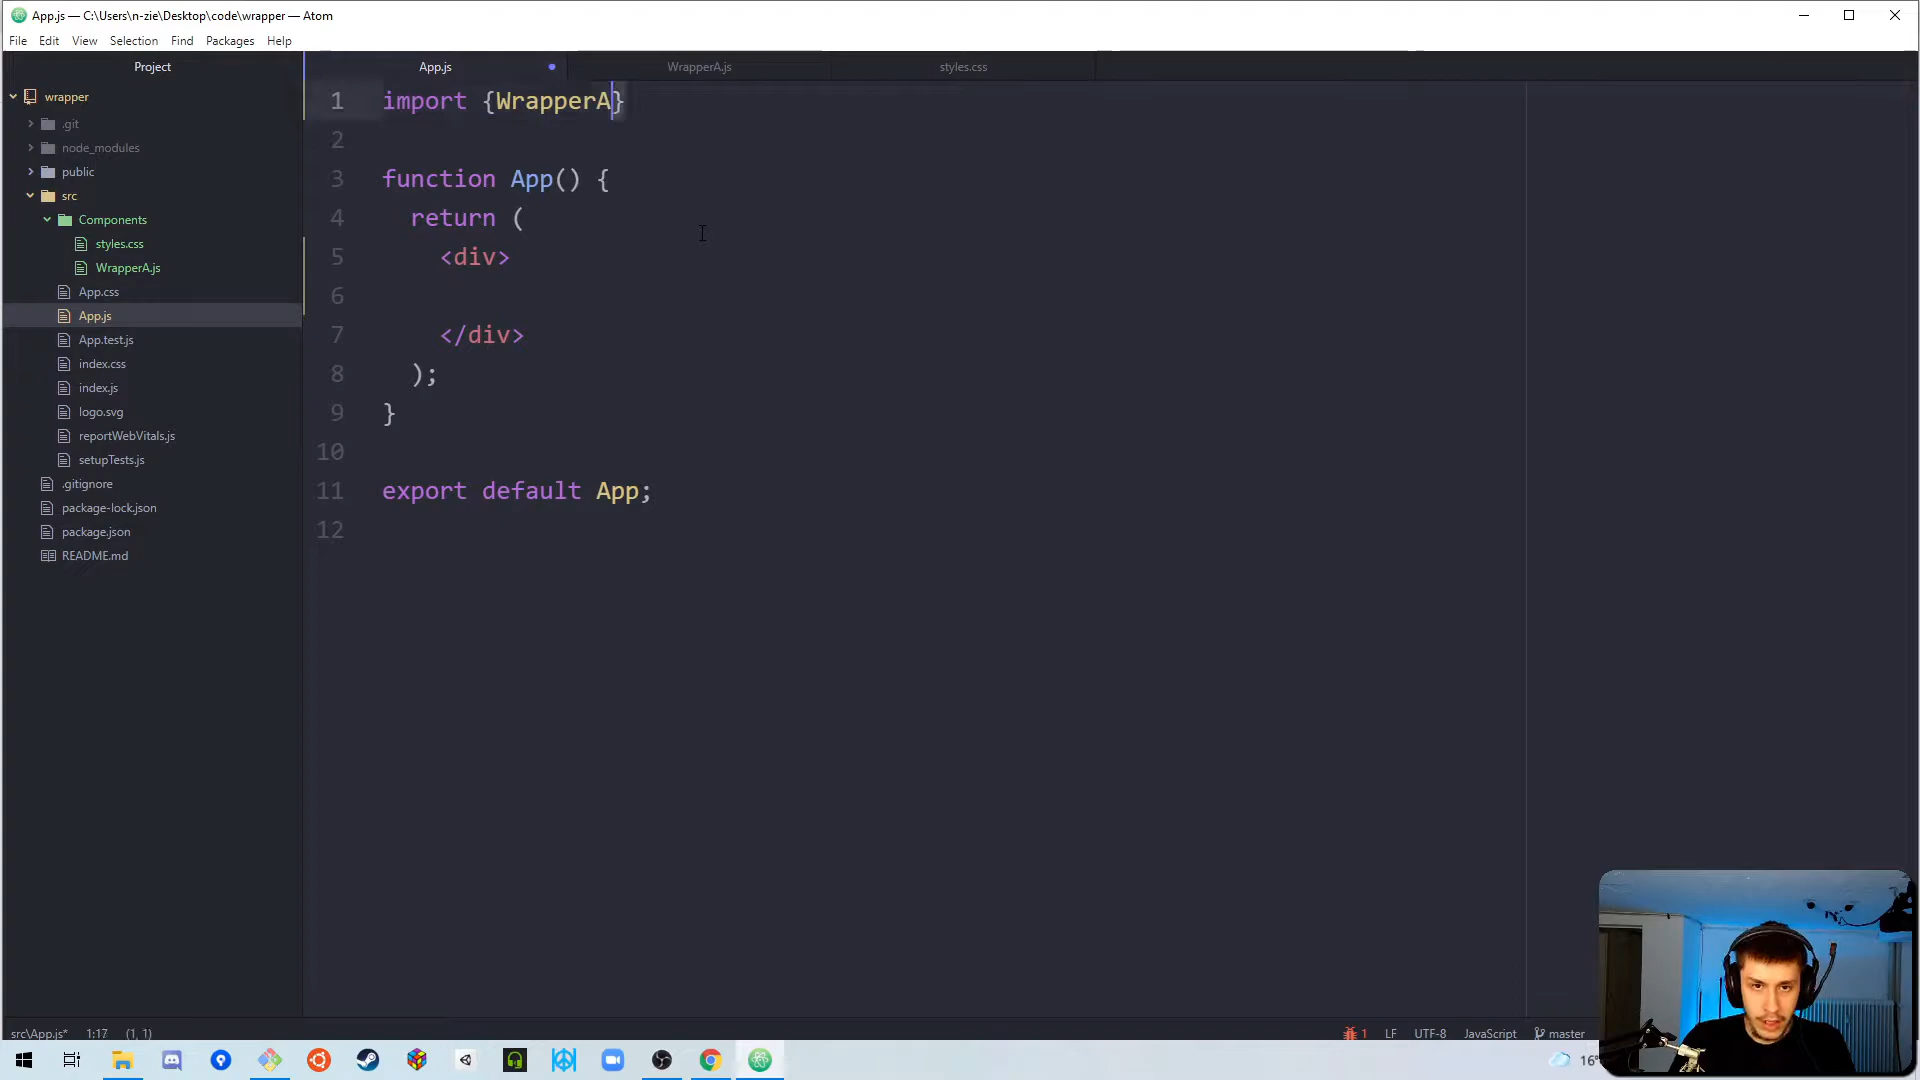 App.js — C:\Users\n-zie\Desktop\code\wrapper — Atom
File Edit View Selection Find Packages Help
Project
wrapper
.git
node_modules
public
src
Components
styles.css
WrapperA.js
App.css
App.js
App.test.js
index.css
index.js
logo.svg
reportWebVitals.js
setupTests.js
.gitignore
package-lock.json
package.json
README.md
App.js WrapperA.js styles.css
1 import {WrapperA}
2
3 function App() {
4 return (
5 <div>
6
7 </div>
8 );
9 }
10
11 export default App;
12
src\App.js* 1:17 (1, 1) 1 LF UTF-8 JavaScript master
16°